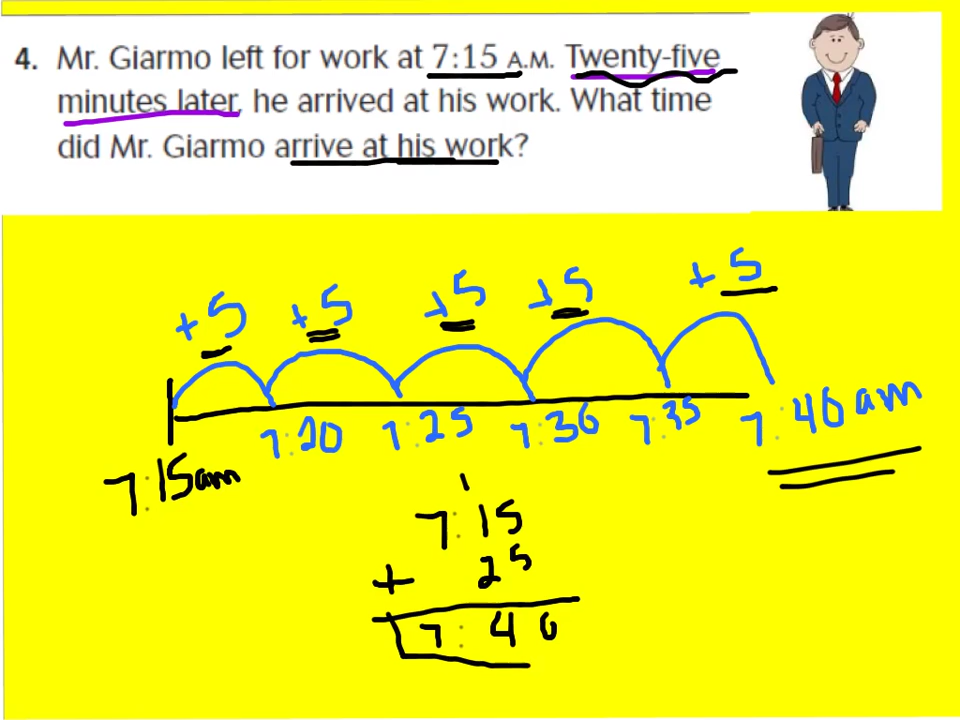 4. Mr. Giarmo left for work at 7:15 A.M. Twenty-five
minutes later, he arrived at his work. What time
did Mr. Giarmo arrive at his work?
+5 +5 +5 +5 +5
7:15am 7:20 7:25 7:30 7:35 7:40am
1
7:15
+ 25
7:40